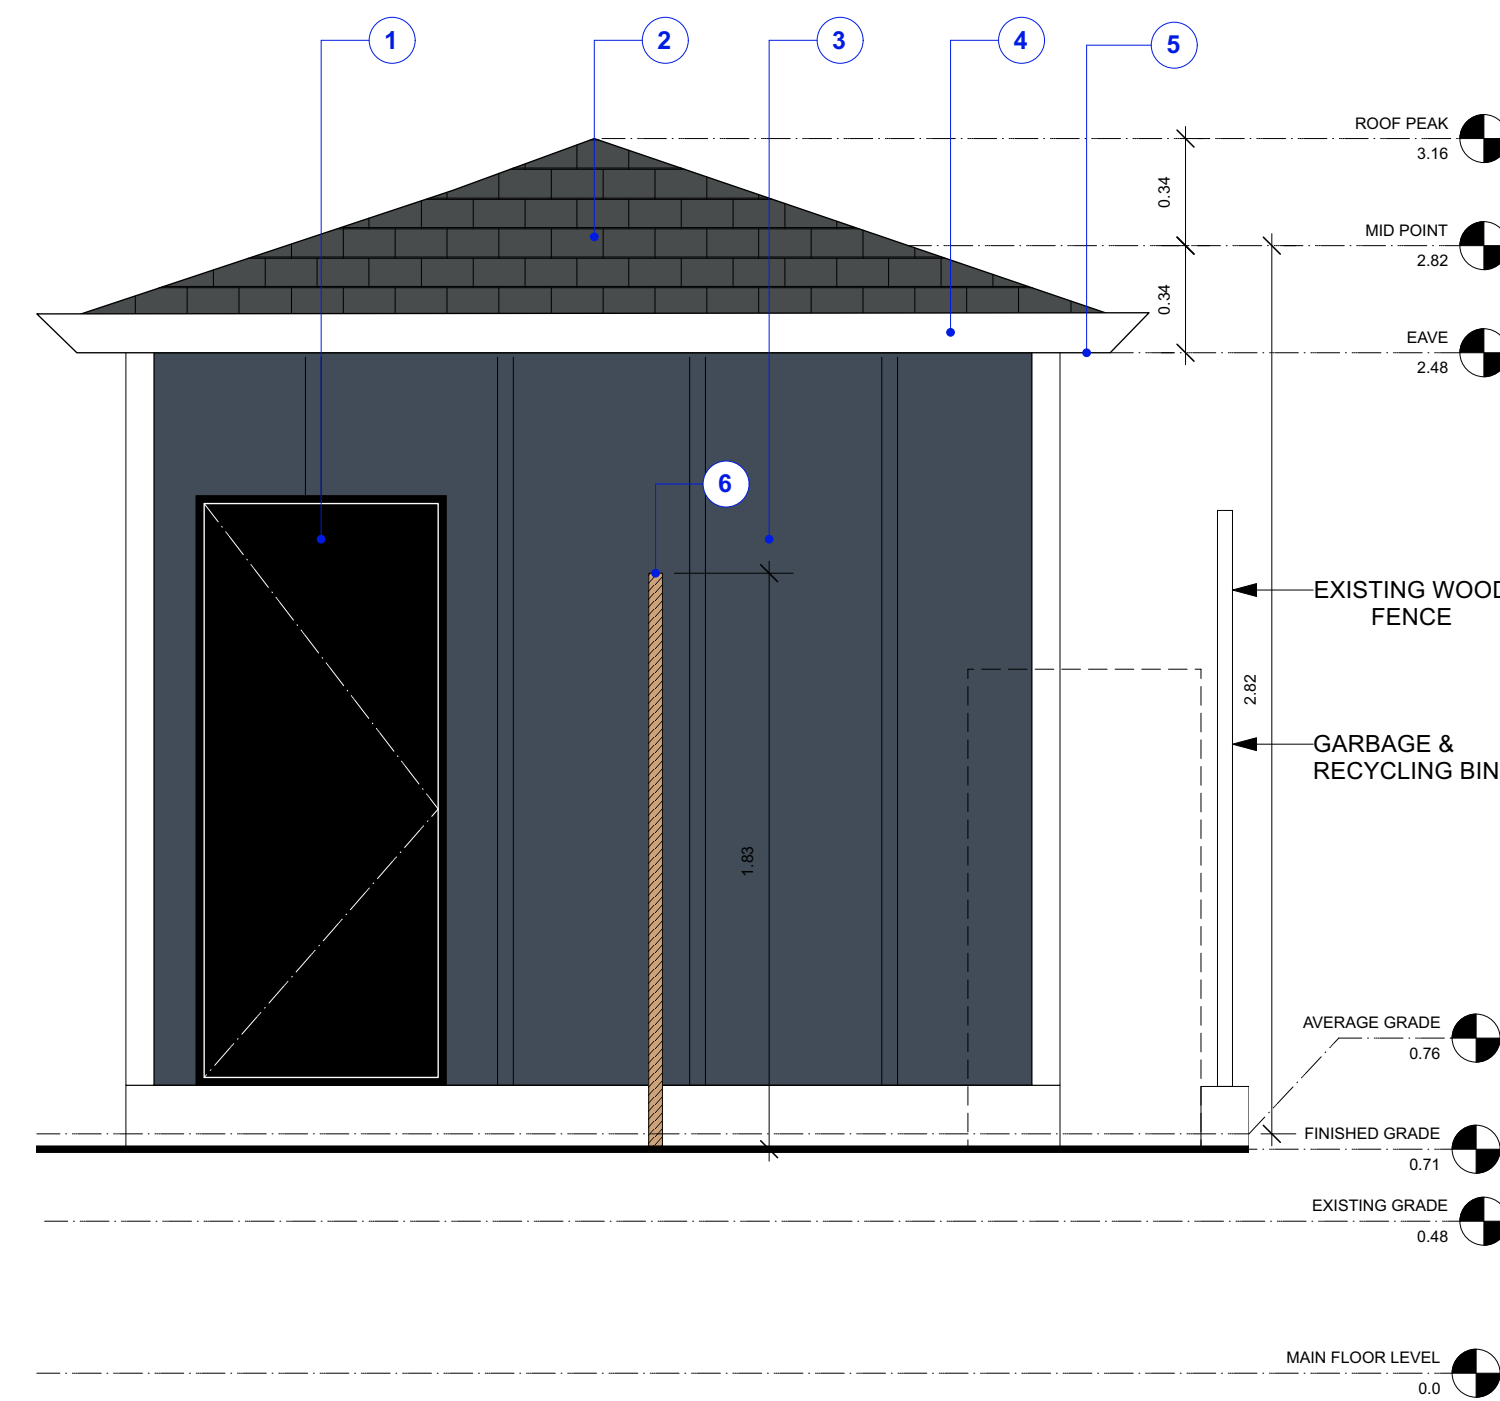 1
2
3
4
5
ROOF PEAK
3.16
0.34
MID POINT
2.82
0.34
EAVE
2.48
6
EXISTING WOOD
FENCE
2.82
GARBAGE &
RECYCLING BIN
1.83
AVERAGE GRADE
0.76
FINISHED GRADE
0.71
EXISTING GRADE
0.48
MAIN FLOOR LEVEL
0.0